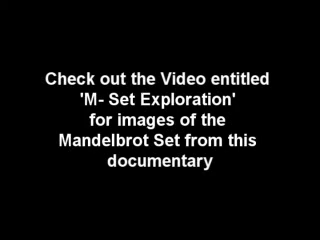 Check out the Video entitled
'M- Set Exploration'
for images of the
Mandelbrot Set from this
documentary